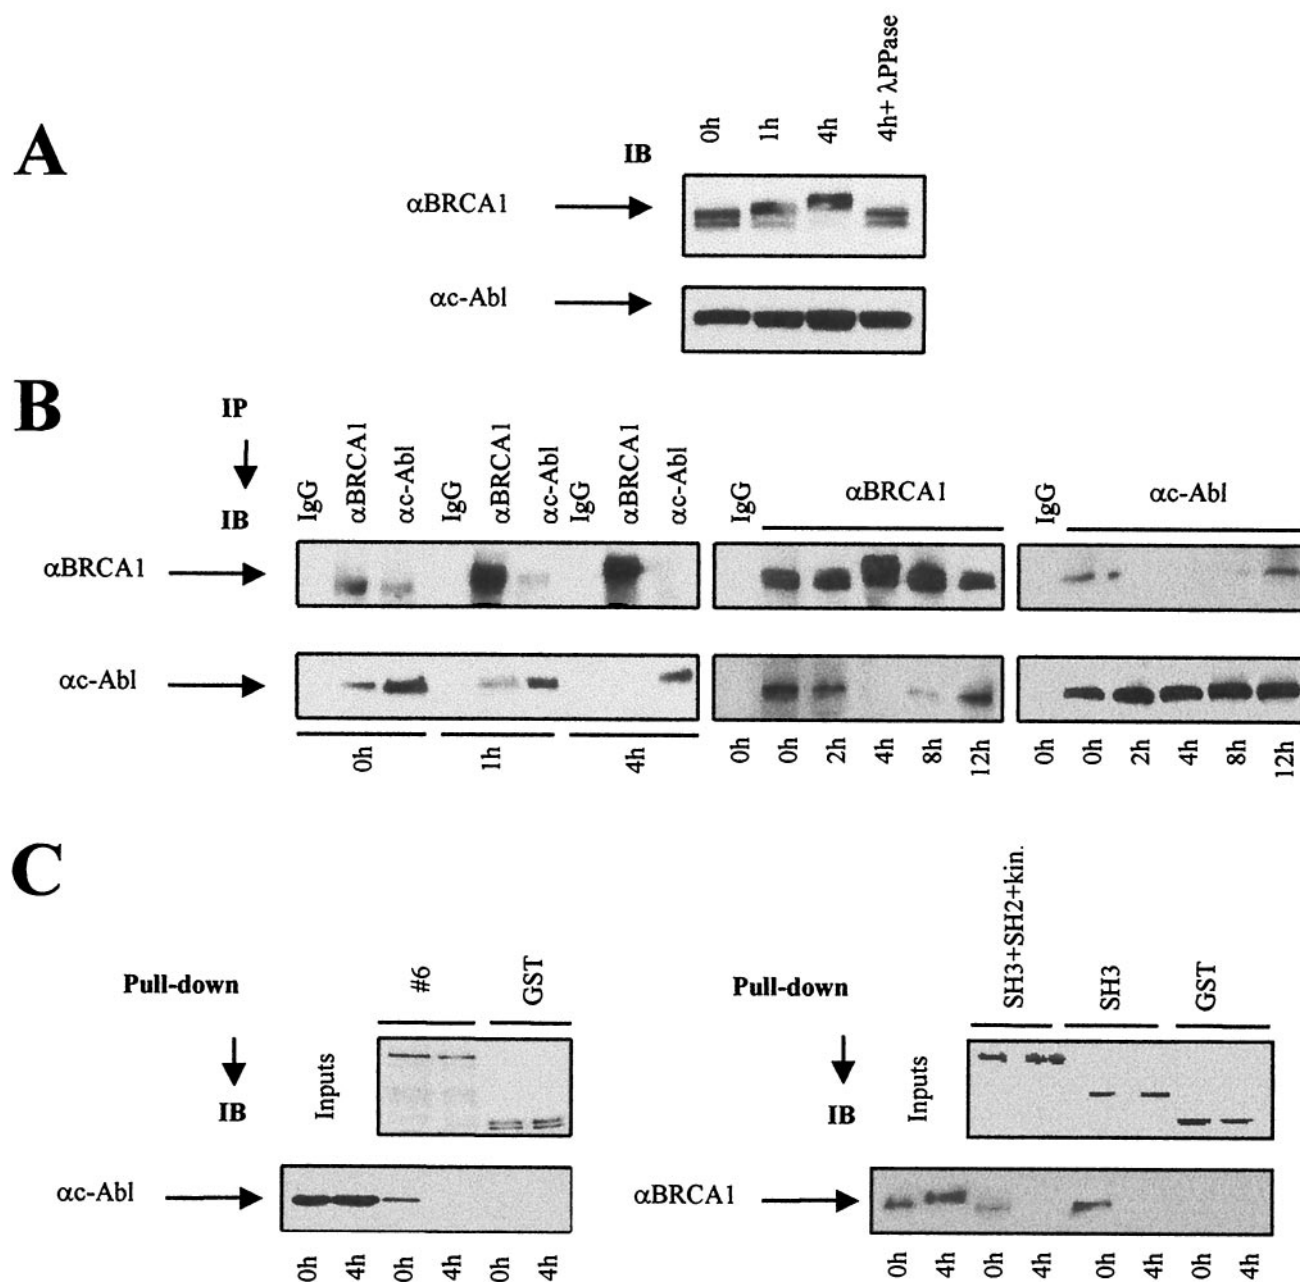 A
IB
0h
1h
4h
4h+ λPPase
αBRCA1
αc-Abl
B
IP
IB
IgG
αBRCA1
αc-Abl
IgG
αBRCA1
αc-Abl
IgG
αBRCA1
αc-Abl
IgG
αBRCA1
IgG
αc-Abl
αBRCA1
αc-Abl
0h
1h
4h
0h
0h
2h
4h
8h
12h
0h
0h
2h
4h
8h
12h
C
Pull-down
IB
Inputs
#6
GST
αc-Abl
0h
4h
0h
4h
0h
4h
Pull-down
IB
Inputs
SH3+SH2+kin.
SH3
GST
αBRCA1
0h
4h
0h
4h
0h
4h
0h
4h